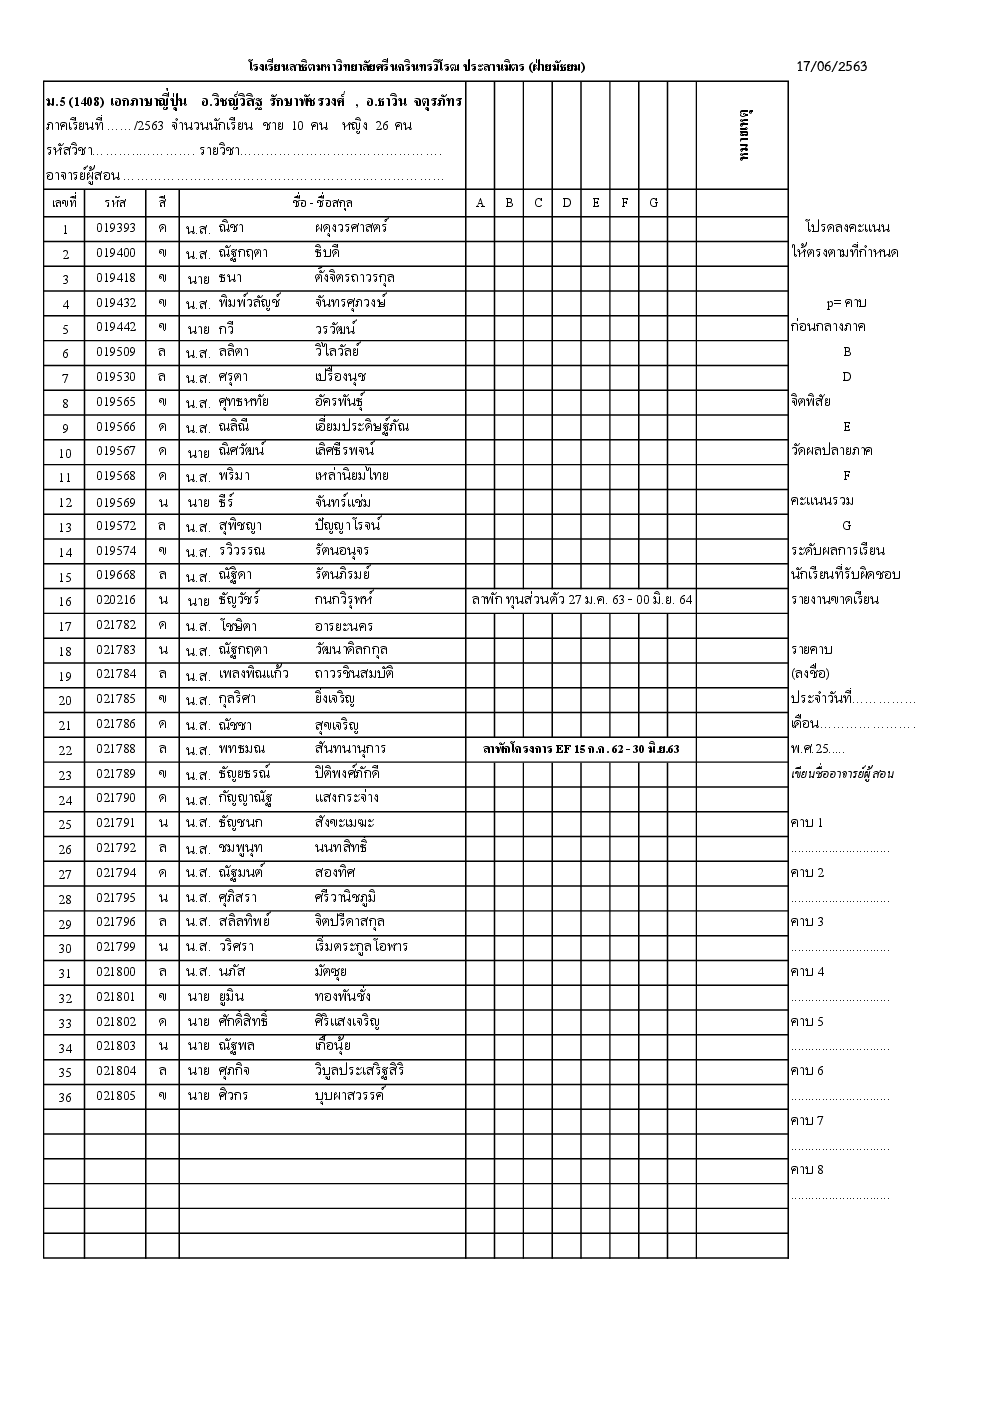 โรงเรียนสาธิตมหาวิทยาลัยศรีนครินทรวิโรฒ ประสานมิตร (ฝ่ายมัธยม)
17/06/2563
ม.5 (1408) เอกภาษาญี่ปุ่น อ.วิชญ์วิสิฐ รักษาพัชรวงศ์ , อ.ธาวิน จตุรภัทร
ภาคเรียนที่ ....../2563 จำนวนนักเรียน ชาย 10 คน หญิง 26 คน
รหัสวิชา........................ รายวิชา.............................................
อาจารย์ผู้สอน.........................................................................
หมายเหตุ
เลขที่ รหัส สี ชื่อ - ชื่อสกุล A B C D E F G
1 019393 ด น.ส. ณิชา ผดุงวรศาสตร์ โปรดลงคะแนน
2 019400 ข น.ส. ณัฐกฤตา ธิบดี ให้ตรงตามที่กำหนด
3 019418 ข นาย ธนา ตั้งจิตรถาวรกุล
4 019432 ข น.ส. พิมพ์วลัญช์ จันทรศุภวงษ์ p= คาบ
5 019442 ข นาย กวี วรวัฒน์ ก่อนกลางภาค
6 019509 ล น.ส. ลลิตา วิไลวัลย์ B
7 019530 ล น.ส. ศรุตา เปรื่องนุช D
8 019565 ข น.ส. ศุทธหทัย อัครพันธุ์ จิตพิสัย
9 019566 ด น.ส. ณลิณี เอี่ยมประดิษฐ์ภัณ E
10 019567 ด นาย ณิศวัฒน์ เลิศธีรพจน์ วัดผลปลายภาค
11 019568 ด น.ส. พริมา เหล่านิยมไทย F
12 019569 น นาย ธีร์ จันทร์แช่ม คะแนนรวม
13 019572 ล น.ส. สุพิชญา ปัญญาโรจน์ G
14 019574 ข น.ส. รวิวรรณ รัตนอนุจร ระดับผลการเรียน
15 019668 ล น.ส. ณัฐิดา รัตนภิรมย์ นักเรียนที่รับผิดชอบ
16 020216 น นาย ธัญวัชร์ กนกวิรุฬห์ ลาพัก ทุนส่วนตัว 27 ม.ค. 63 - 00 มิ.ย. 64 รายงานขาดเรียน
17 021782 ด น.ส. โชษิตา อารยะนคร
18 021783 น น.ส. ณัฐกฤตา วัฒนาดิลกกุล รายคาบ
19 021784 ล น.ส. เพลงพิณแก้ว ถาวรชินสมบัติ (ลงชื่อ)
20 021785 ข น.ส. กุลริศา ยิ่งเจริญ ประจำวันที่..............
21 021786 ด น.ส. ณัชชา สุขเจริญ เดือน.....................
22 021788 ล น.ส. พทธมณ สันทนานุการ ลาพักโครงการ EF 15 ก.ค. 62 - 30 มิ.ย.63 พ.ศ.25.....
23 021789 ข น.ส. ธัญยธรณ์ ปิติพงศ์ภักดี เขียนชื่ออาจารย์ผู้สอน
24 021790 ด น.ส. กัญญาณัฐ แสงกระจ่าง
25 021791 น น.ส. ธัญชนก สังขะเมฆะ คาบ 1
26 021792 ล น.ส. ชมพูนุท นนทสิทธิ์ ............................
27 021794 ด น.ส. ณัฐมนต์ สองทิศ คาบ 2
28 021795 น น.ส. ศุภิสรา ศรีวานิชภูมิ ............................
29 021796 ล น.ส. สลิลทิพย์ จิตปรีดาสกุล คาบ 3
30 021799 น น.ส. วริศรา เริ่มตระกูลโอฬาร ............................
31 021800 ล น.ส. นภัส มัตซุย คาบ 4
32 021801 ข นาย ยูมิน ทองพันชั่ง ............................
33 021802 ด นาย ศักดิ์สิทธิ์ ศิริแสงเจริญ คาบ 5
34 021803 น นาย ณัฐพล เกื้อนุ้ย ............................
35 021804 ล นาย ศุภกิจ วิบูลประเสริฐสิริ คาบ 6
36 021805 ข นาย ศิวกร บุบผาสวรรค์ ............................
คาบ 7
............................
คาบ 8
............................